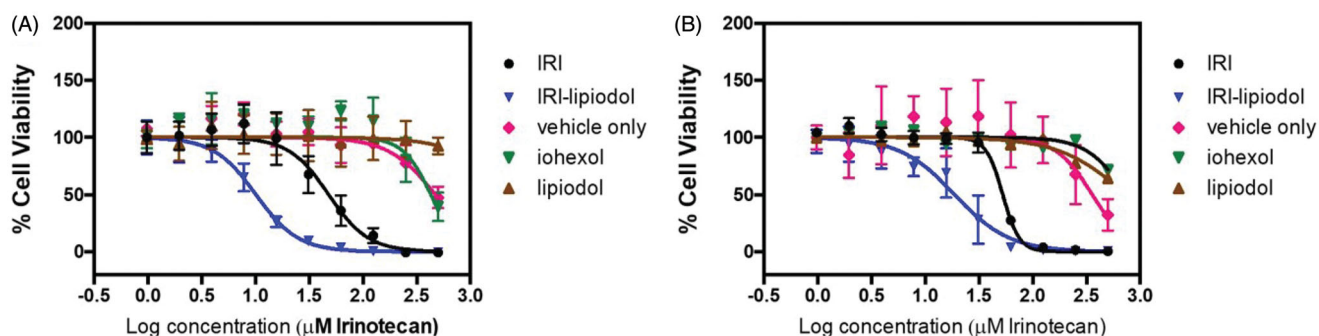 (A)
200
150
100
50
0
% Cell Viability
-0.5 0.0 0.5 1.0 1.5 2.0 2.5 3.0
Log concentration (μM Irinotecan)
IRI
IRI-lipiodol
vehicle only
iohexol
lipiodol
(B)
200
150
100
50
0
% Cell Viability
-0.5 0.0 0.5 1.0 1.5 2.0 2.5 3.0
Log concentration (μM Irinotecan)
IRI
IRI-lipiodol
vehicle only
iohexol
lipiodol